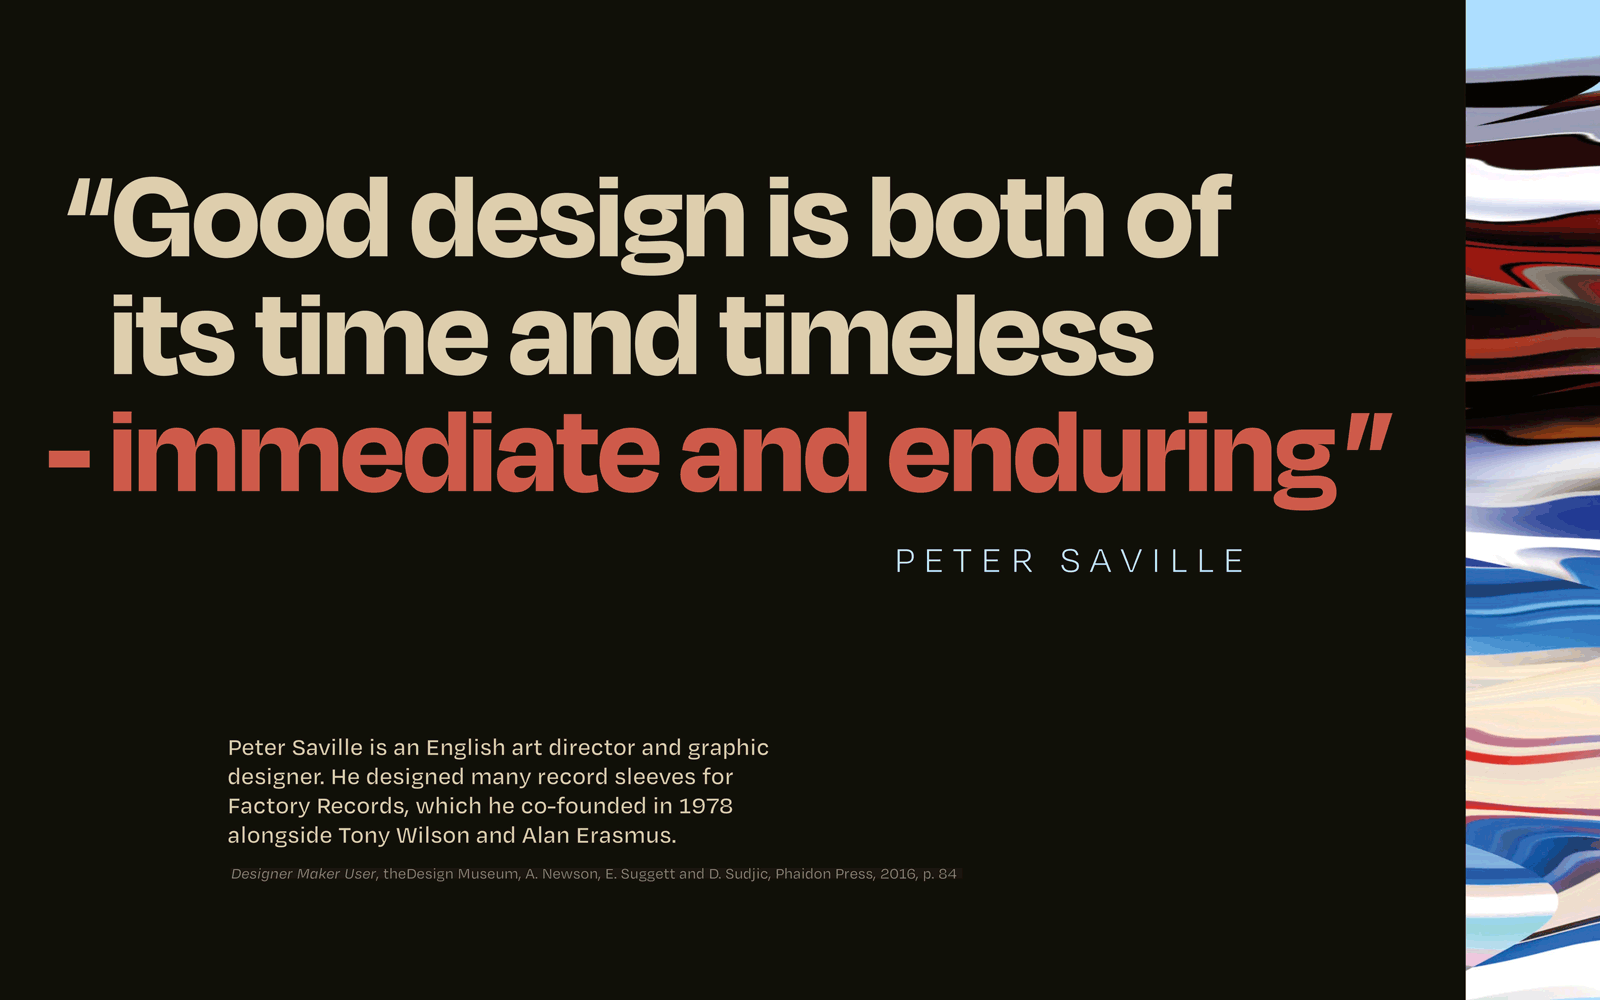 “Good design is both of
its time and timeless
- immediate and enduring”
PETER SAVILLE
Peter Saville is an English art director and graphic
designer. He designed many record sleeves for
Factory Records, which he co-founded in 1978
alongside Tony Wilson and Alan Erasmus.
Designer Maker User, theDesign Museum, A. Newson, E. Suggett and D. Sudjic, Phaidon Press, 2016, p. 84